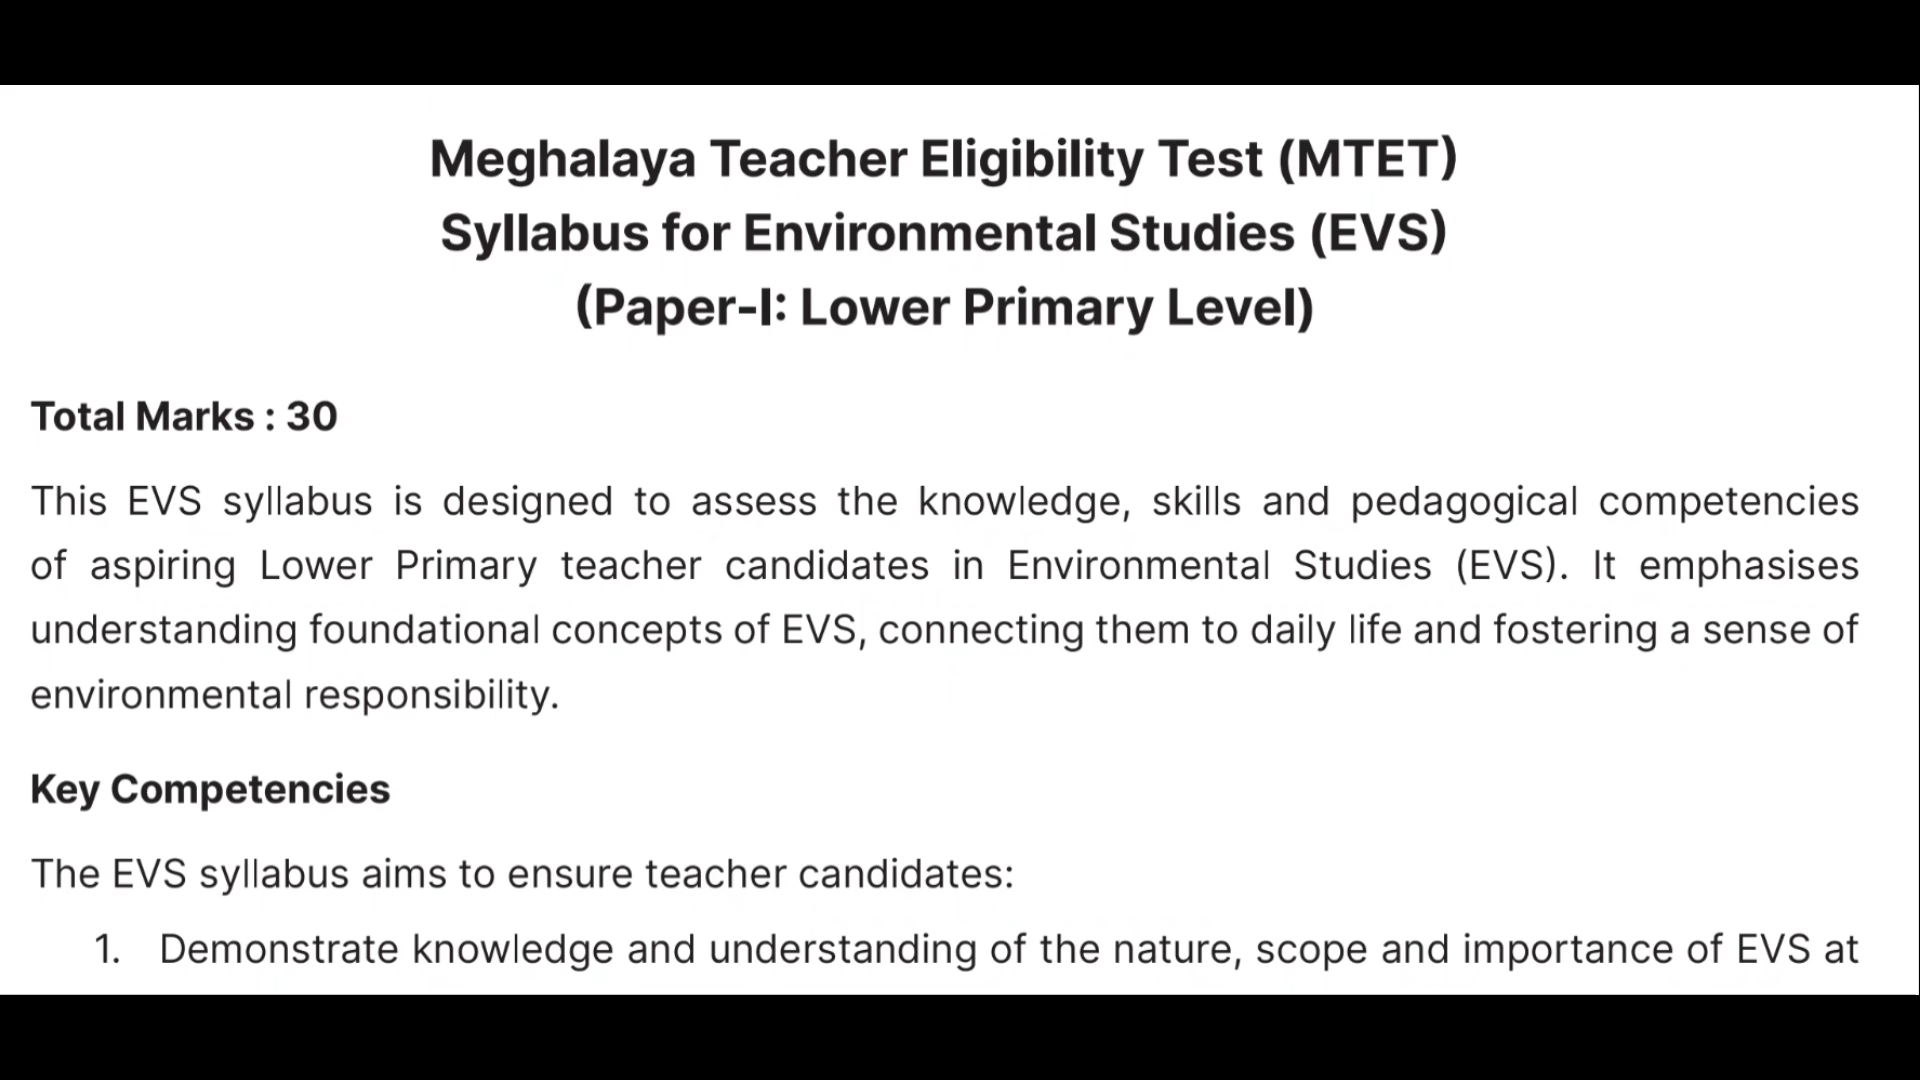 Meghalaya Teacher Eligibility Test (MTET)
Syllabus for Environmental Studies (EVS)
(Paper-I: Lower Primary Level)
Total Marks : 30
This EVS syllabus is designed to assess the knowledge, skills and pedagogical competencies
of aspiring Lower Primary teacher candidates in Environmental Studies (EVS). It emphasises
understanding foundational concepts of EVS, connecting them to daily life and fostering a sense of
environmental responsibility.
Key Competencies
The EVS syllabus aims to ensure teacher candidates:
1. Demonstrate knowledge and understanding of the nature, scope and importance of EVS at